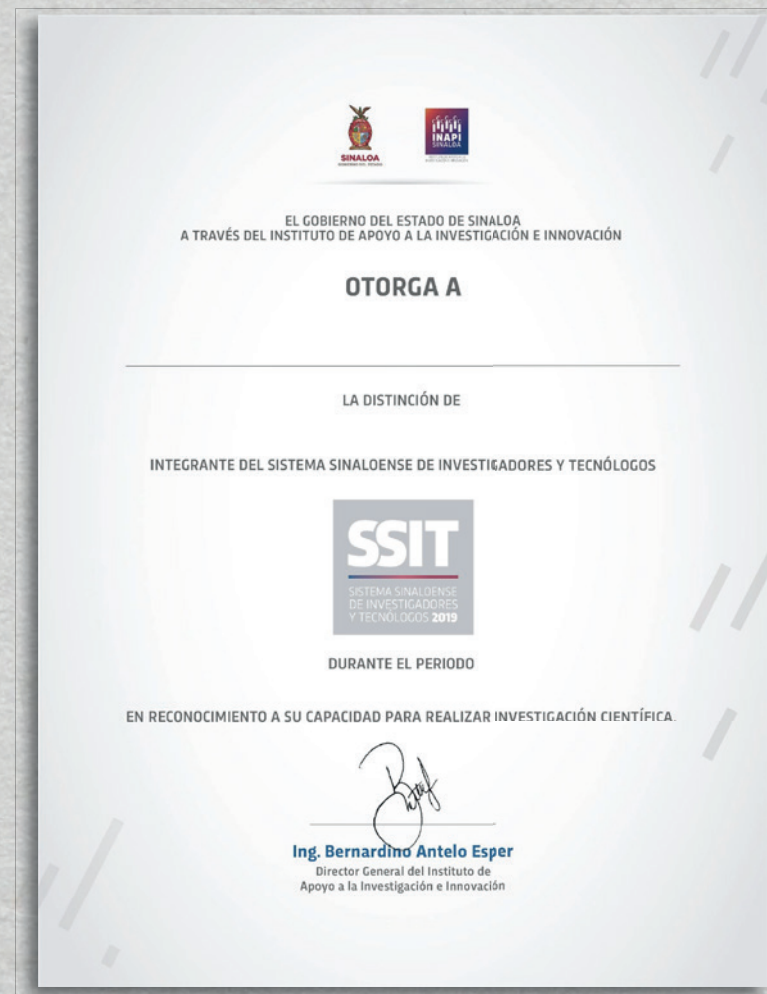 SINALOA
INAPI
SINALOA
EL GOBIERNO DEL ESTADO DE SINALOA
A TRAVÉS DEL INSTITUTO DE APOYO A LA INVESTIGACIÓN E INNOVACIÓN
OTORGA A
LA DISTINCIÓN DE
INTEGRANTE DEL SISTEMA SINALOENSE DE INVESTIGADORES Y TECNÓLOGOS
SSIT
SISTEMA SINALOENSE
DE INVESTIGADORES
Y TECNÓLOGOS 2019
DURANTE EL PERIODO
EN RECONOCIMIENTO A SU CAPACIDAD PARA REALIZAR INVESTIGACIÓN CIENTÍFICA.
Ing. Bernardino Antelo Esper
Director General del Instituto de
Apoyo a la Investigación e Innovación